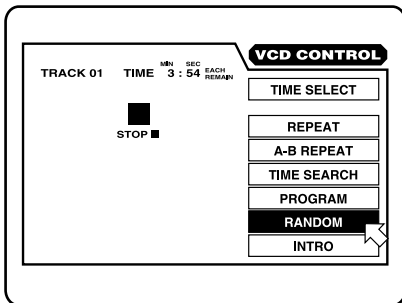 VCD CONTROL
MIN SEC
TRACK 01 TIME 3 : 54 EACH REMAIN
STOP
TIME SELECT
REPEAT
A-B REPEAT
TIME SEARCH
PROGRAM
RANDOM
INTRO